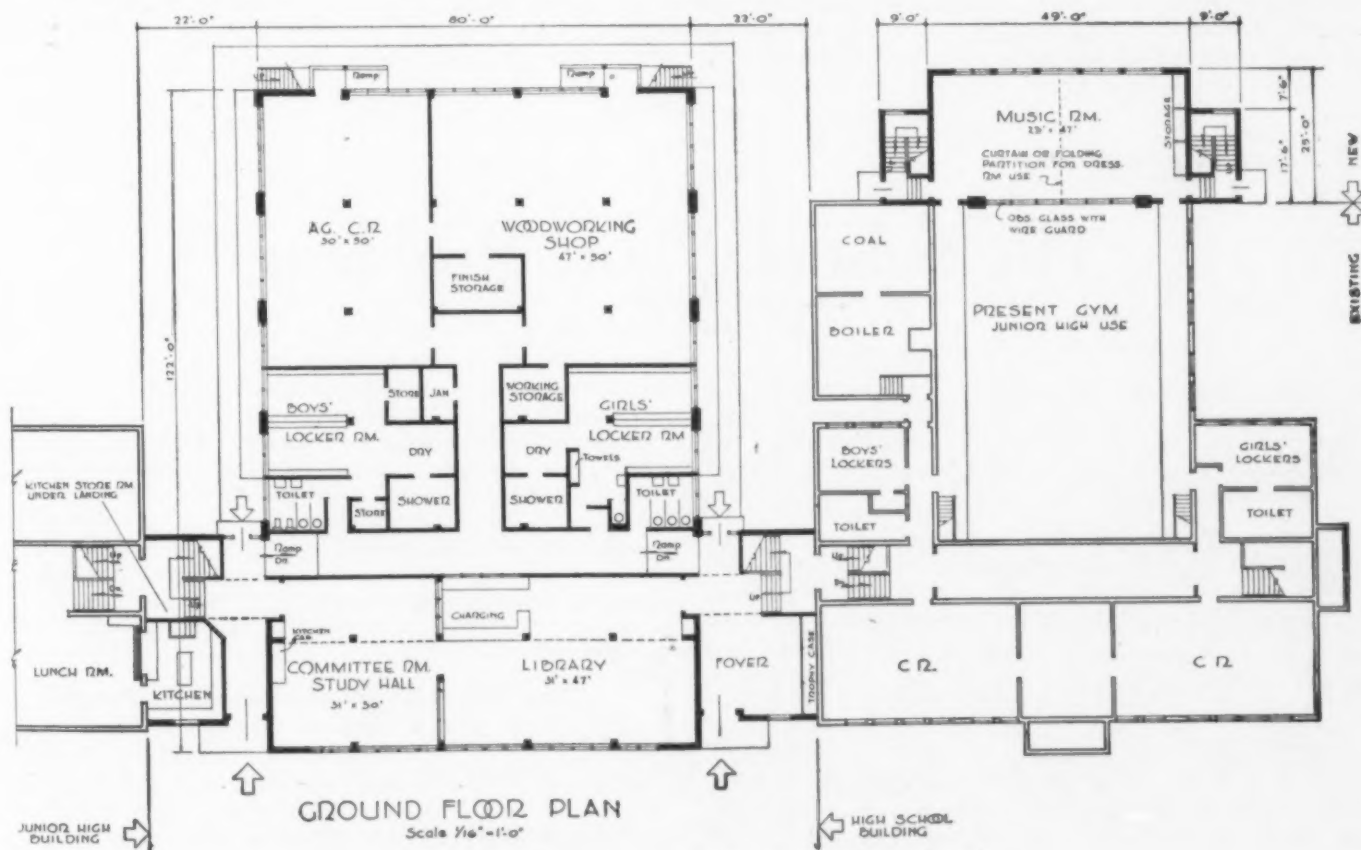 22'-0"
80'-0"
22'-0"
9'-0"
49'-0"
9'-0"
UP
Ramp
Ramp
7'-6"
25'-0"
17'-6"
NEW
EXISTING
MUSIC RM.
25' x 47'
STORAGE
CURTAIN OR FOLDING
PARTITION FOR DRESS.
RM USE
UP
OBS GLASS WITH
WIRE GUARD
AG. C.R.
30' x 50'
WOODWORKING
SHOP
47' x 50'
FINISH
STORAGE
COAL
BOILER
PRESENT GYM
JUNIOR HIGH USE
122'-0"
BOYS'
LOCKER RM.
STORE
JAN
WORKING
STORAGE
GIRLS'
LOCKER RM
DRY
DRY
TOWELS
BOYS'
LOCKERS
GIRLS'
LOCKERS
KITCHEN STORE RM.
UNDER LANDING
TOILET
STORE
SHOWER
SHOWER
TOILET
TOILET
TOILET
Ramp
Dn
Ramp
Dn
UP
Dn
UP
UP
UP
CHARGING
KITCHEN
LUNCH RM.
KITCHEN
COMMITTEE RM.
STUDY HALL
31' x 30'
LIBRARY
31' x 47'
FOYER
TROPHY CASE
C R.
C R
GROUND FLOOR PLAN
Scale 1/16" = 1'-0"
JUNIOR HIGH
BUILDING
HIGH SCHOOL
BUILDING